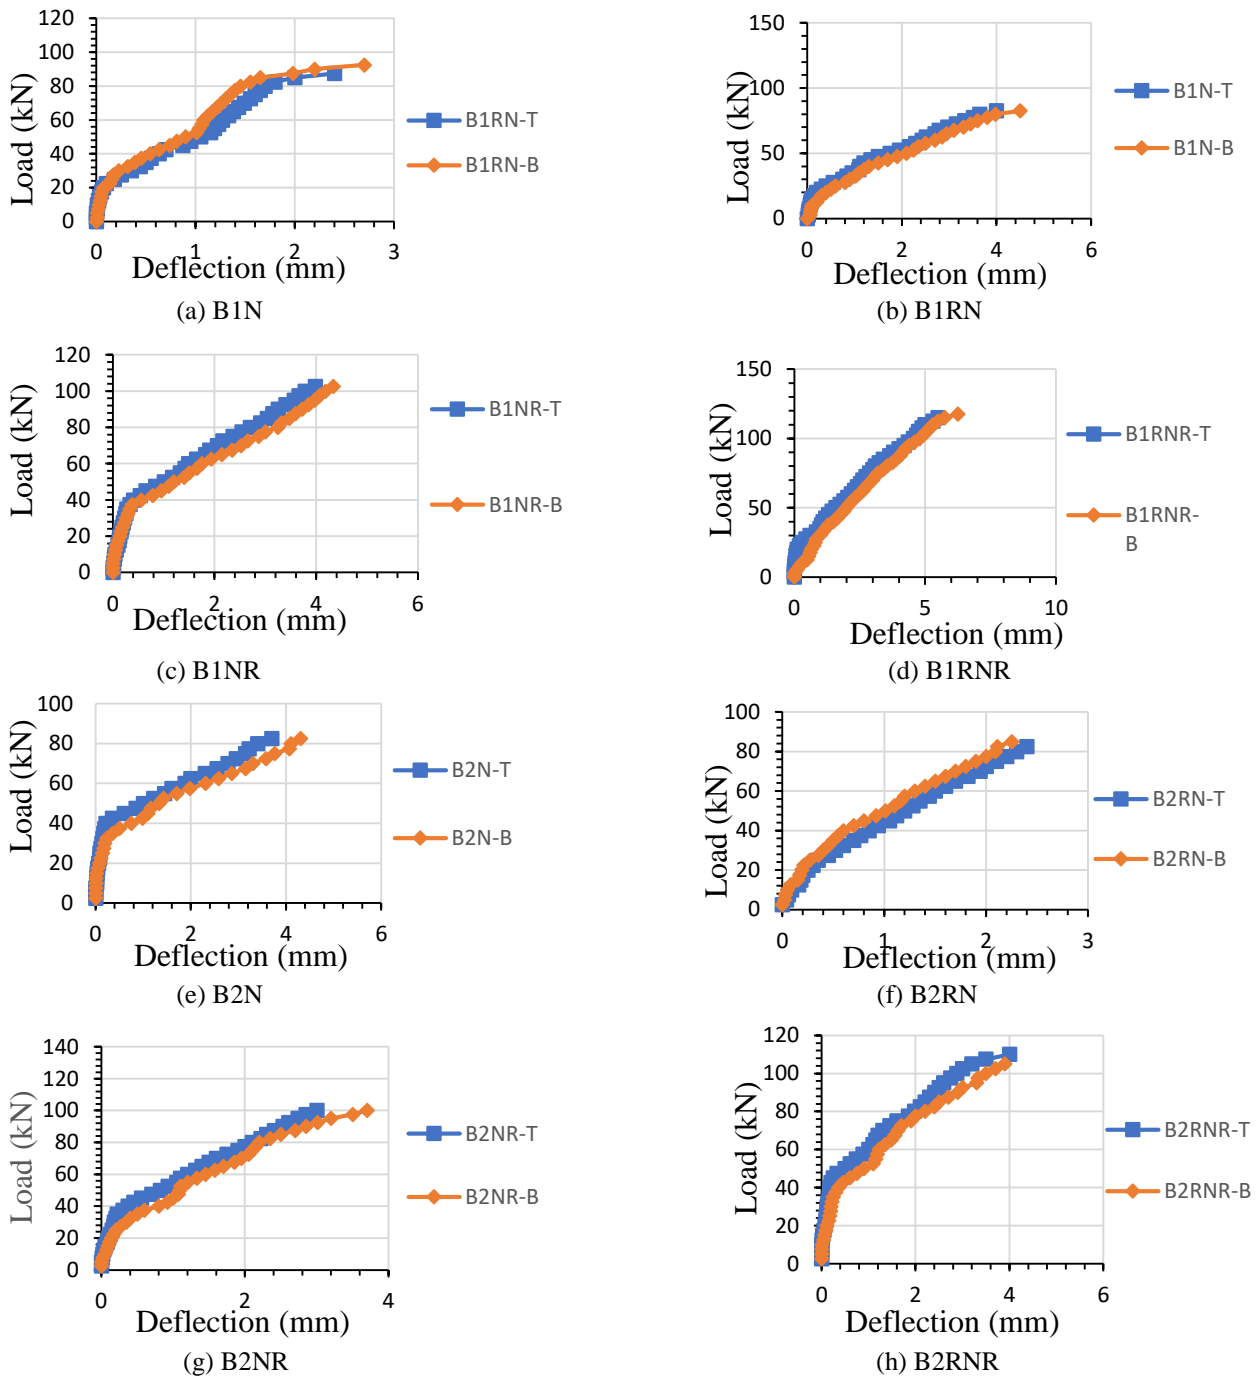 120
100
80
60
40
20
0
Load (kN)
0 1 2 3
Deflection (mm)
B1RN-T
B1RN-B
(a) B1N
150
100
50
0
Load (kN)
0 2 4 6
Deflection (mm)
B1N-T
B1N-B
(b) B1RN
120
100
80
60
40
20
0
Load (kN)
0 2 4 6
Deflection (mm)
B1NR-T
B1NR-B
(c) B1NR
150
100
50
0
Load (kN)
0 5 10
Deflection (mm)
B1RNR-T
B1RNR-
B
(d) B1RNR
100
80
60
40
20
0
Load (kN)
0 2 4 6
Deflection (mm)
B2N-T
B2N-B
(e) B2N
100
80
60
40
20
0
Load (kN)
0 1 2 3
Deflection (mm)
B2RN-T
B2RN-B
(f) B2RN
140
120
100
80
60
40
20
0
Load (kN)
0 2 4
Deflection (mm)
B2NR-T
B2NR-B
(g) B2NR
120
100
80
60
40
20
0
Load (kN)
0 2 4 6
Deflection (mm)
B2RNR-T
B2RNR-B
(h) B2RNR